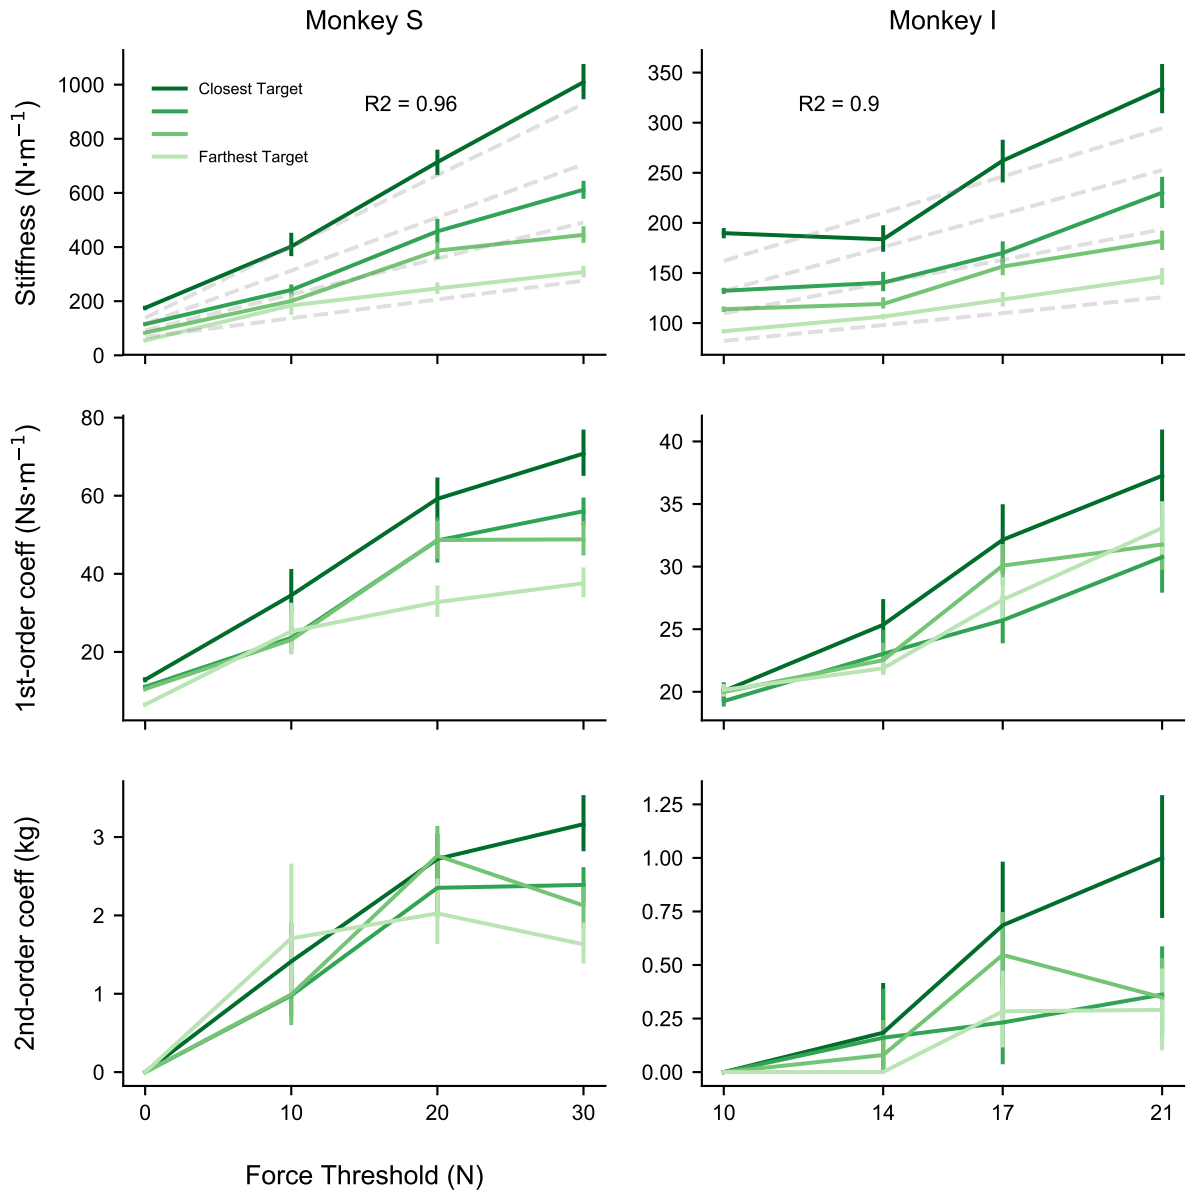 Monkey S
Monkey I
Stiffness (N·m⁻¹)
1000
800
600
400
200
0
Closest Target
Farthest Target
R2 = 0.96
350
300
250
200
150
100
R2 = 0.9
1st-order coeff (Ns·m⁻¹)
80
60
40
20
40
35
30
25
20
2nd-order coeff (kg)
3
2
1
0
1.25
1.00
0.75
0.50
0.25
0.00
0 10 20 30
10 14 17 21
Force Threshold (N)